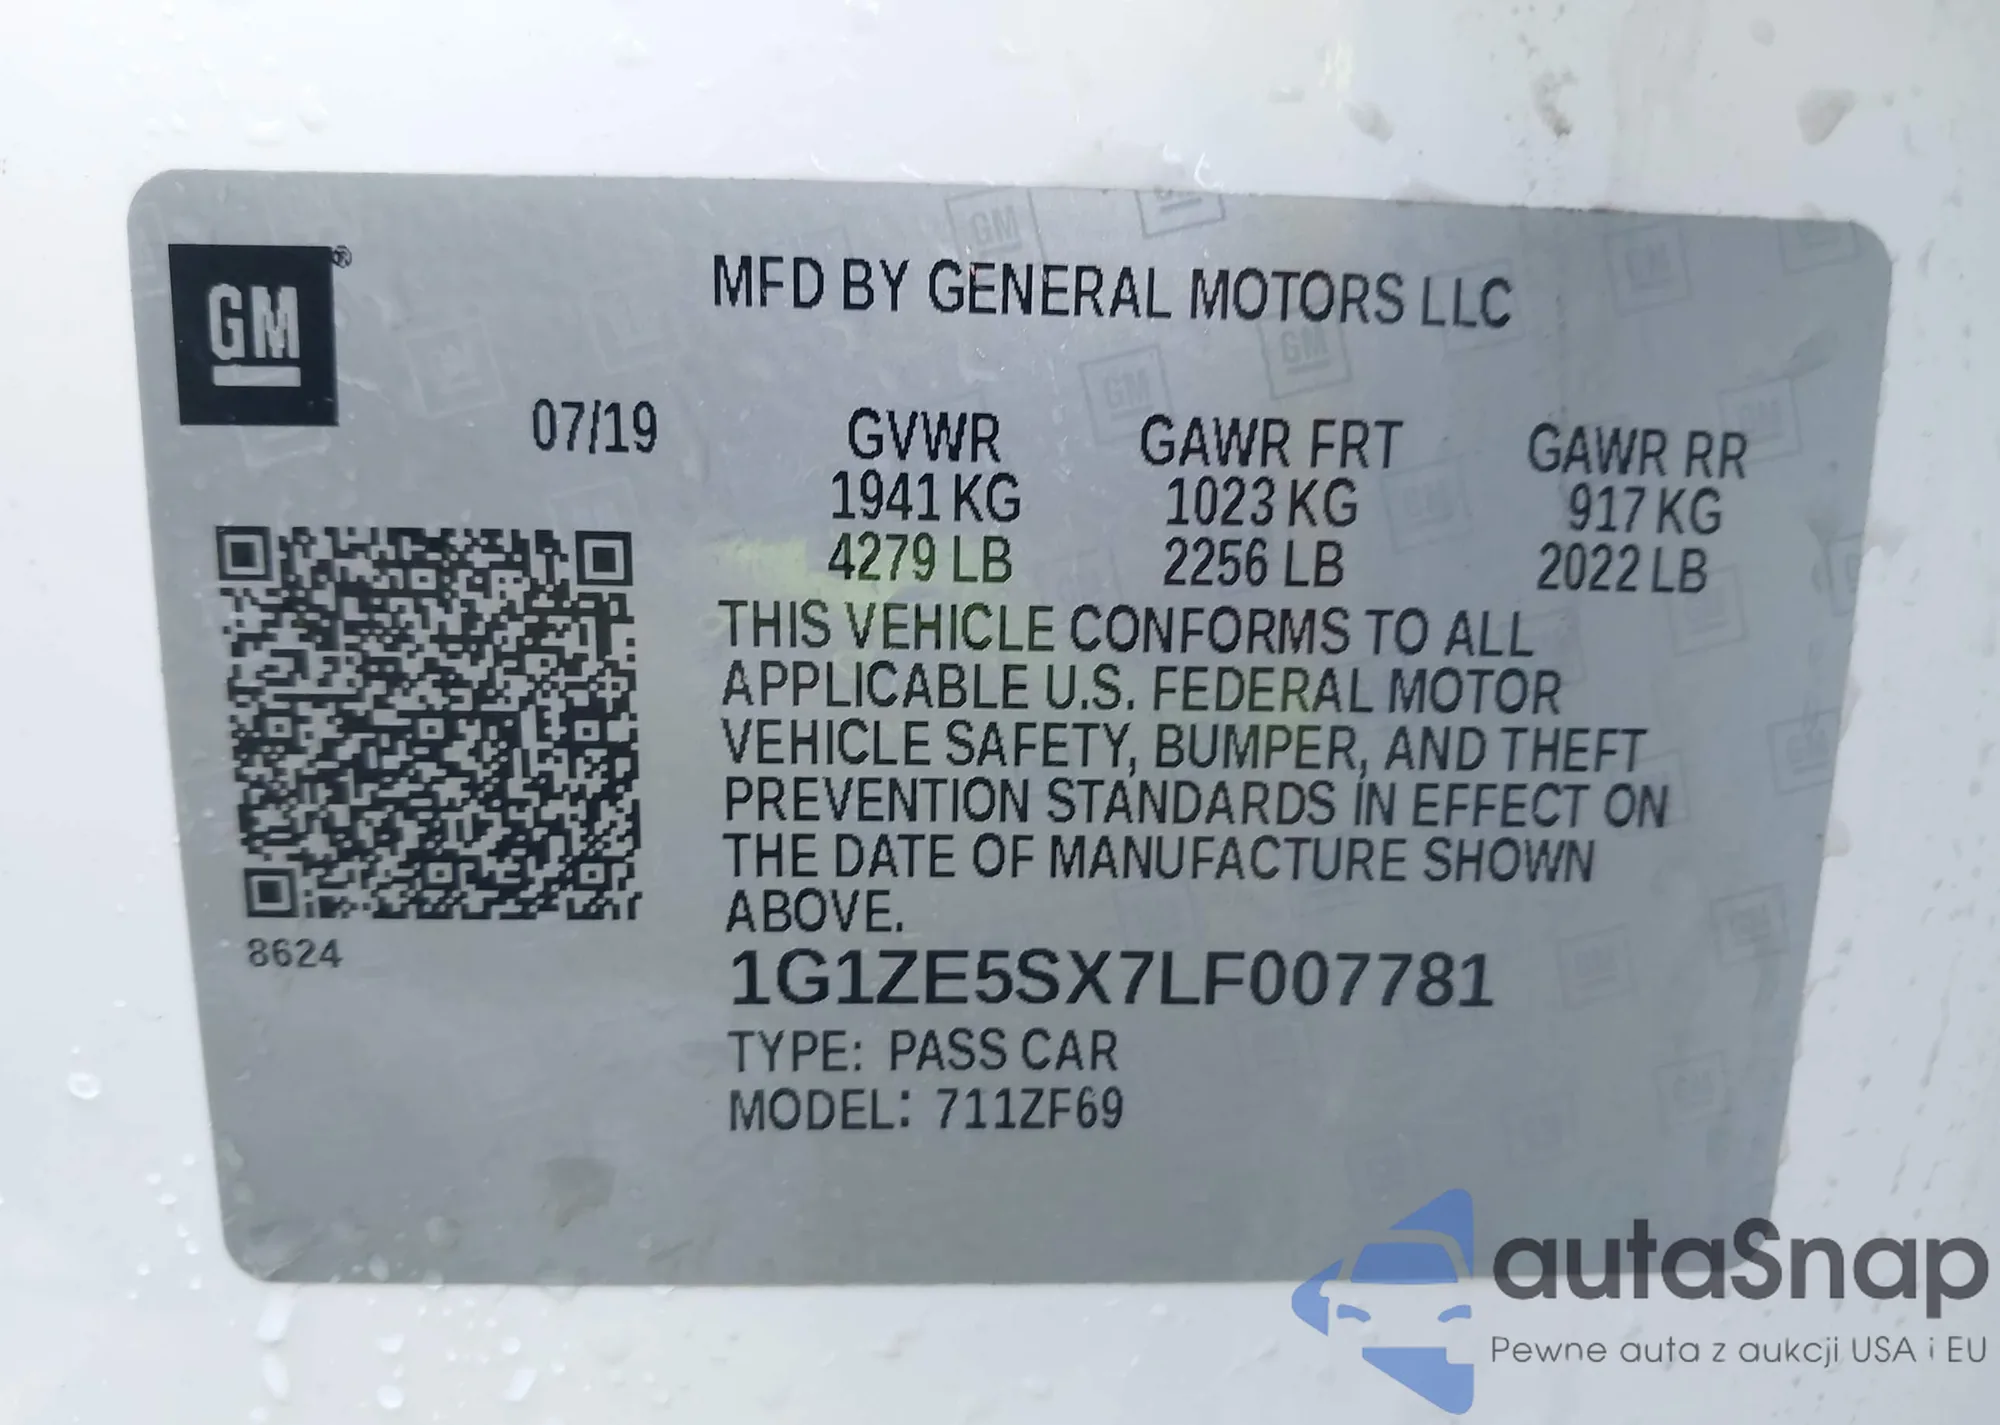 GM®
MFD BY GENERAL MOTORS LLC
07/19
GVWR GAWR FRT GAWR RR
1941 KG 1023 KG 917 KG
4279 LB 2256 LB 2022 LB
THIS VEHICLE CONFORMS TO ALL
APPLICABLE U.S. FEDERAL MOTOR
VEHICLE SAFETY, BUMPER, AND THEFT
PREVENTION STANDARDS IN EFFECT ON
THE DATE OF MANUFACTURE SHOWN
ABOVE.
8624
1G1ZE5SX7LF007781
TYPE: PASS CAR
MODEL: 711ZF69
autaSnap
Pewne auta z aukcji USA i EU